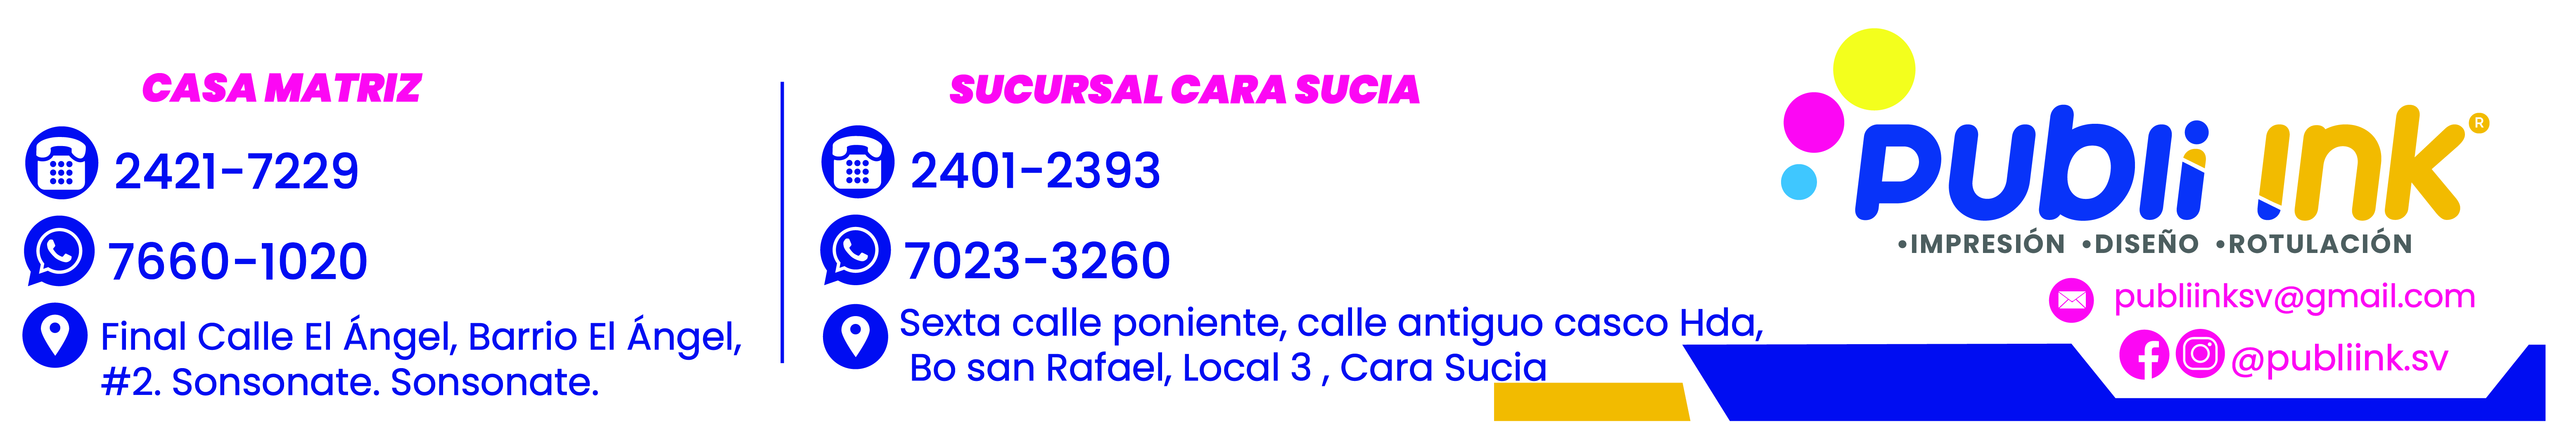 CASA MATRIZ
2421-7229
7660-1020
Final Calle El Ángel, Barrio El Ángel,
#2. Sonsonate. Sonsonate.
SUCURSAL CARA SUCIA
2401-2393
7023-3260
Sexta calle poniente, calle antiguo casco Hda,
Bo san Rafael, Local 3 , Cara Sucia
publi ink®
•IMPRESIÓN •DISEÑO •ROTULACIÓN
publiinksv@gmail.com
@publiink.sv